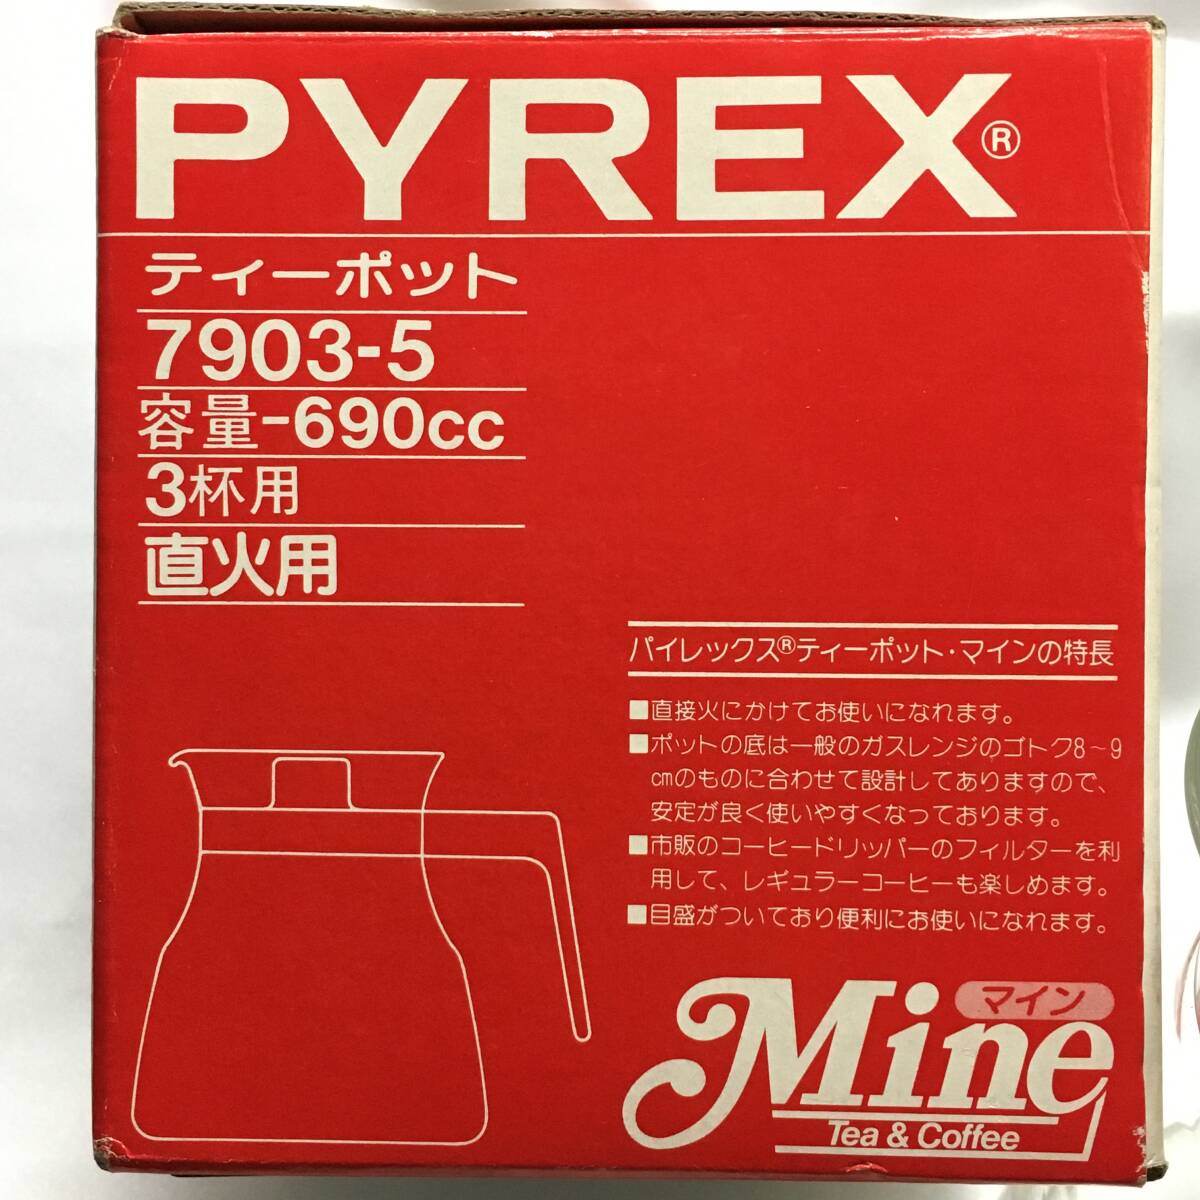 PYREX®
ティーポット
7903-5
容量-690cc
3杯用
直火用
パイレックス®ティーポット・マインの特長
■直接火にかけてお使いになれます。
■ポットの底は一般のガスレンジのゴトク8～9
cmのものに合わせて設計してありますので、
安定が良く使いやすくなっております。
■市販のコーヒードリッパーのフィルターを利
用して、レギュラーコーヒーも楽しめます。
■目盛がついており便利にお使いになれます。
マイン
Mine
Tea & Coffee